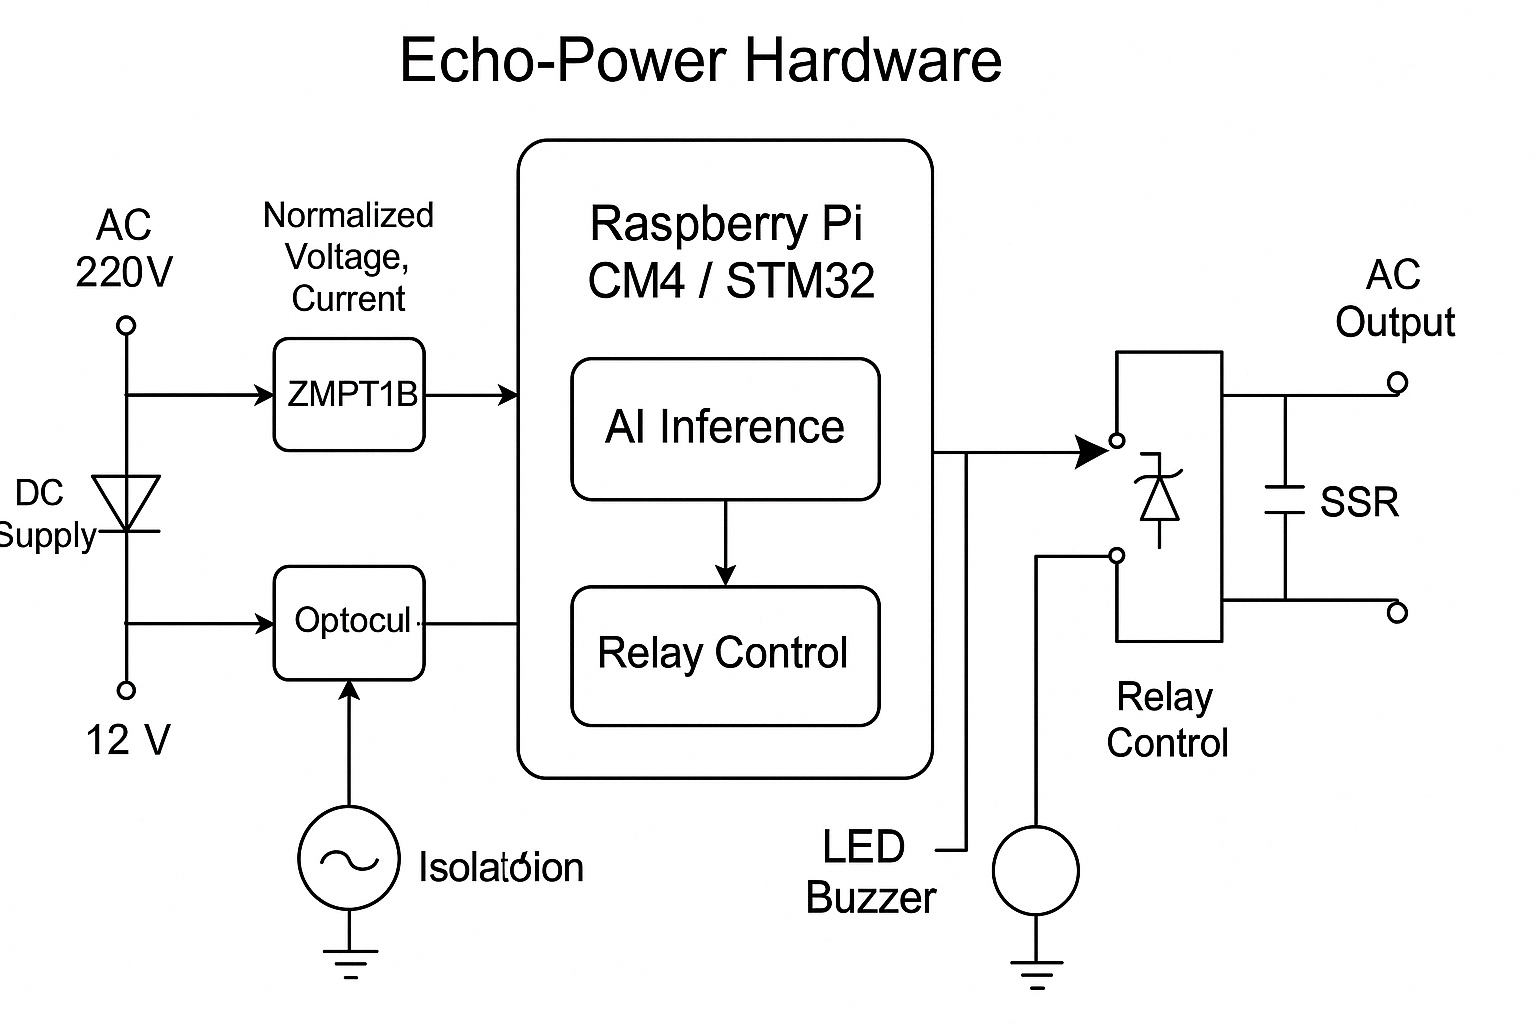 Echo-Power Hardware
AC
220V
Normalized
Voltage,
Current
ZMPT1B
DC
Supply
Optocul
12 V
Isolatóion
Raspberry Pi
CM4 / STM32
AI Inference
Relay Control
LED
Buzzer
AC
Output
SSR
Relay
Control